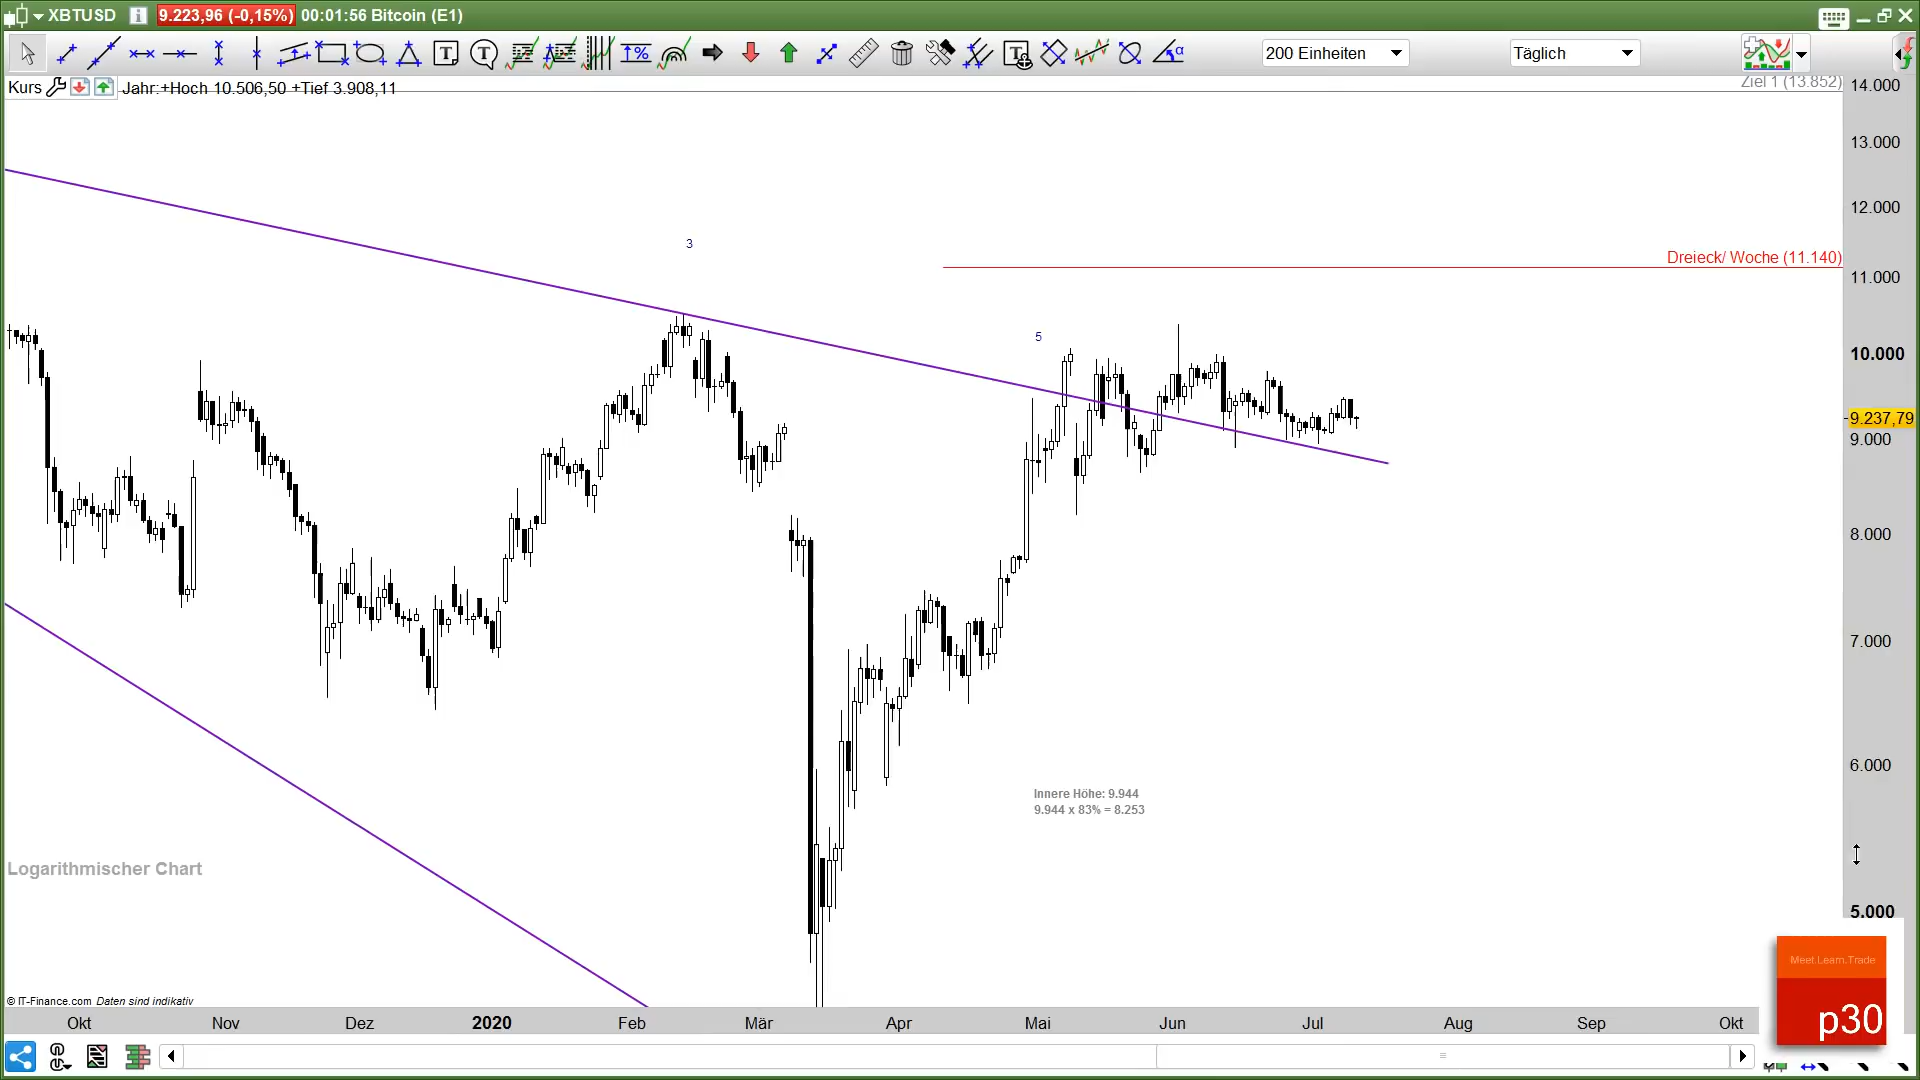 XBTUSD 9.223,96 (-0,15%) 00:01:56 Bitcoin (E1)
200 Einheiten
Täglich
Kurs Jahr:+Hoch 10.506,50 +Tief 3.908,11
Ziel 1 (13.852)
14.000
13.000
12.000
3
Dreieck/ Woche (11.140)
11.000
5
10.000
9.237,79
9.000
8.000
7.000
6.000
Innere Höhe: 9.944
9.944 x 83% = 8.253
Logarithmischer Chart
5.000
Meet.Learn.Trade
p30
© IT-Finance.com Daten sind indikativ
Okt Nov Dez 2020 Feb Mär Apr Mai Jun Jul Aug Sep Okt